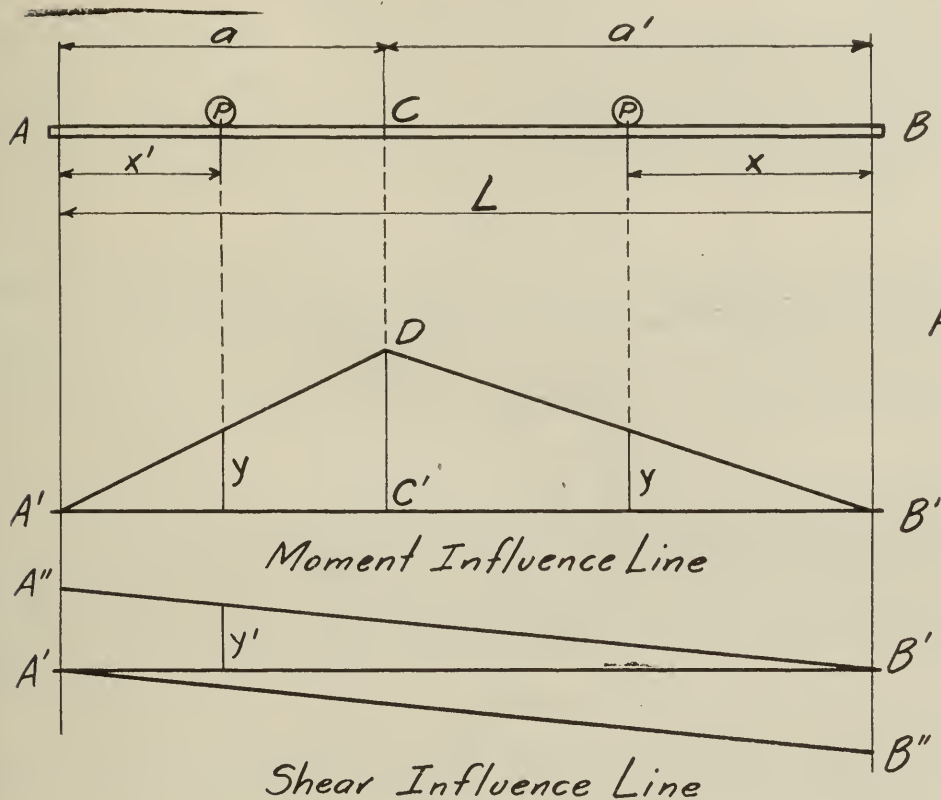 a a'
A P C P B
x' x
L
D
A' y C' y B'
Moment Influence Line
A"
A' y' B'
B"
Shear Influence Line